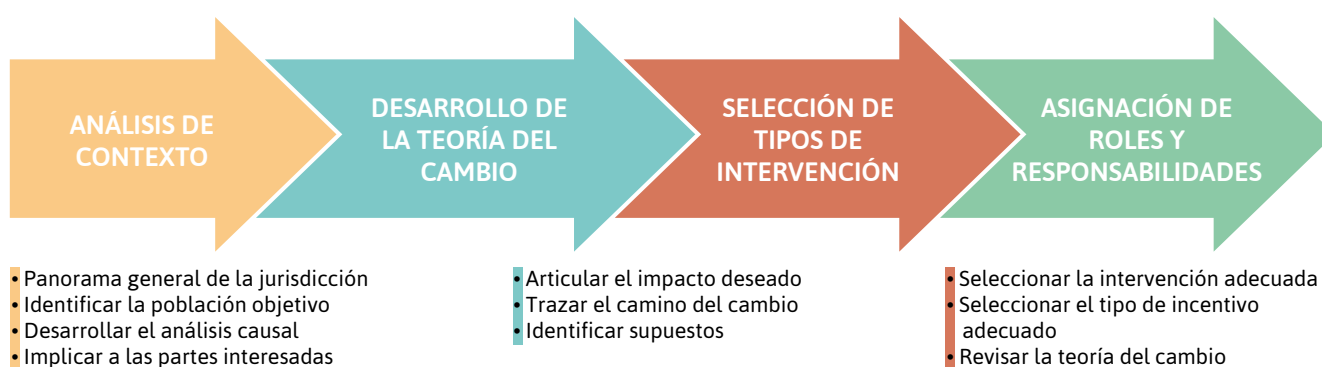 ANÁLISIS DE
CONTEXTO
DESARROLLO DE
LA TEORÍA DEL
CAMBIO
SELECCIÓN DE
TIPOS DE
INTERVENCIÓN
ASIGNACIÓN DE
ROLES Y
RESPONSABILIDADES
• Panorama general de la jurisdicción
• Identificar la población objetivo
• Desarrollar el análisis causal
• Implicar a las partes interesadas
• Articular el impacto deseado
• Trazar el camino del cambio
• Identificar supuestos
• Seleccionar la intervención adecuada
• Seleccionar el tipo de incentivo
adecuado
• Revisar la teoría del cambio